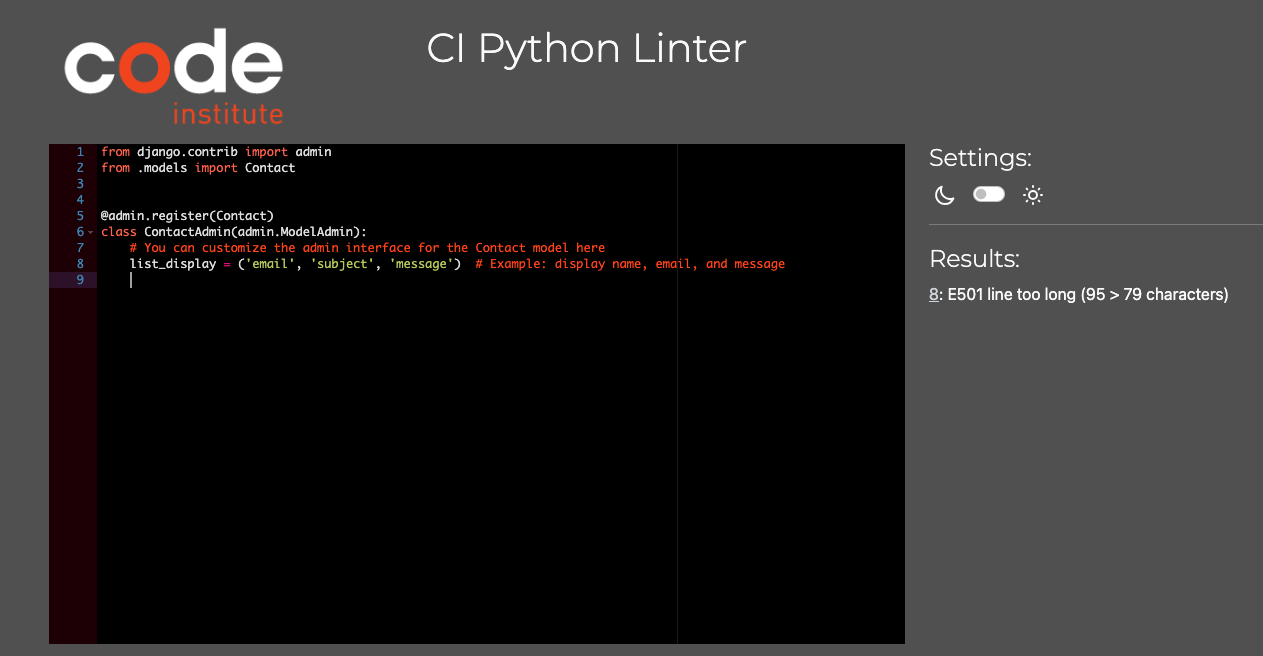 code
institute
CI Python Linter
1 from django.contrib import admin
2 from .models import Contact
3
4
5 @admin.register(Contact)
6 class ContactAdmin(admin.ModelAdmin):
7     # You can customize the admin interface for the Contact model here
8     list_display = ('email', 'subject', 'message')  # Example: display name, email, and message
9
Settings:
Results:
8: E501 line too long (95 > 79 characters)